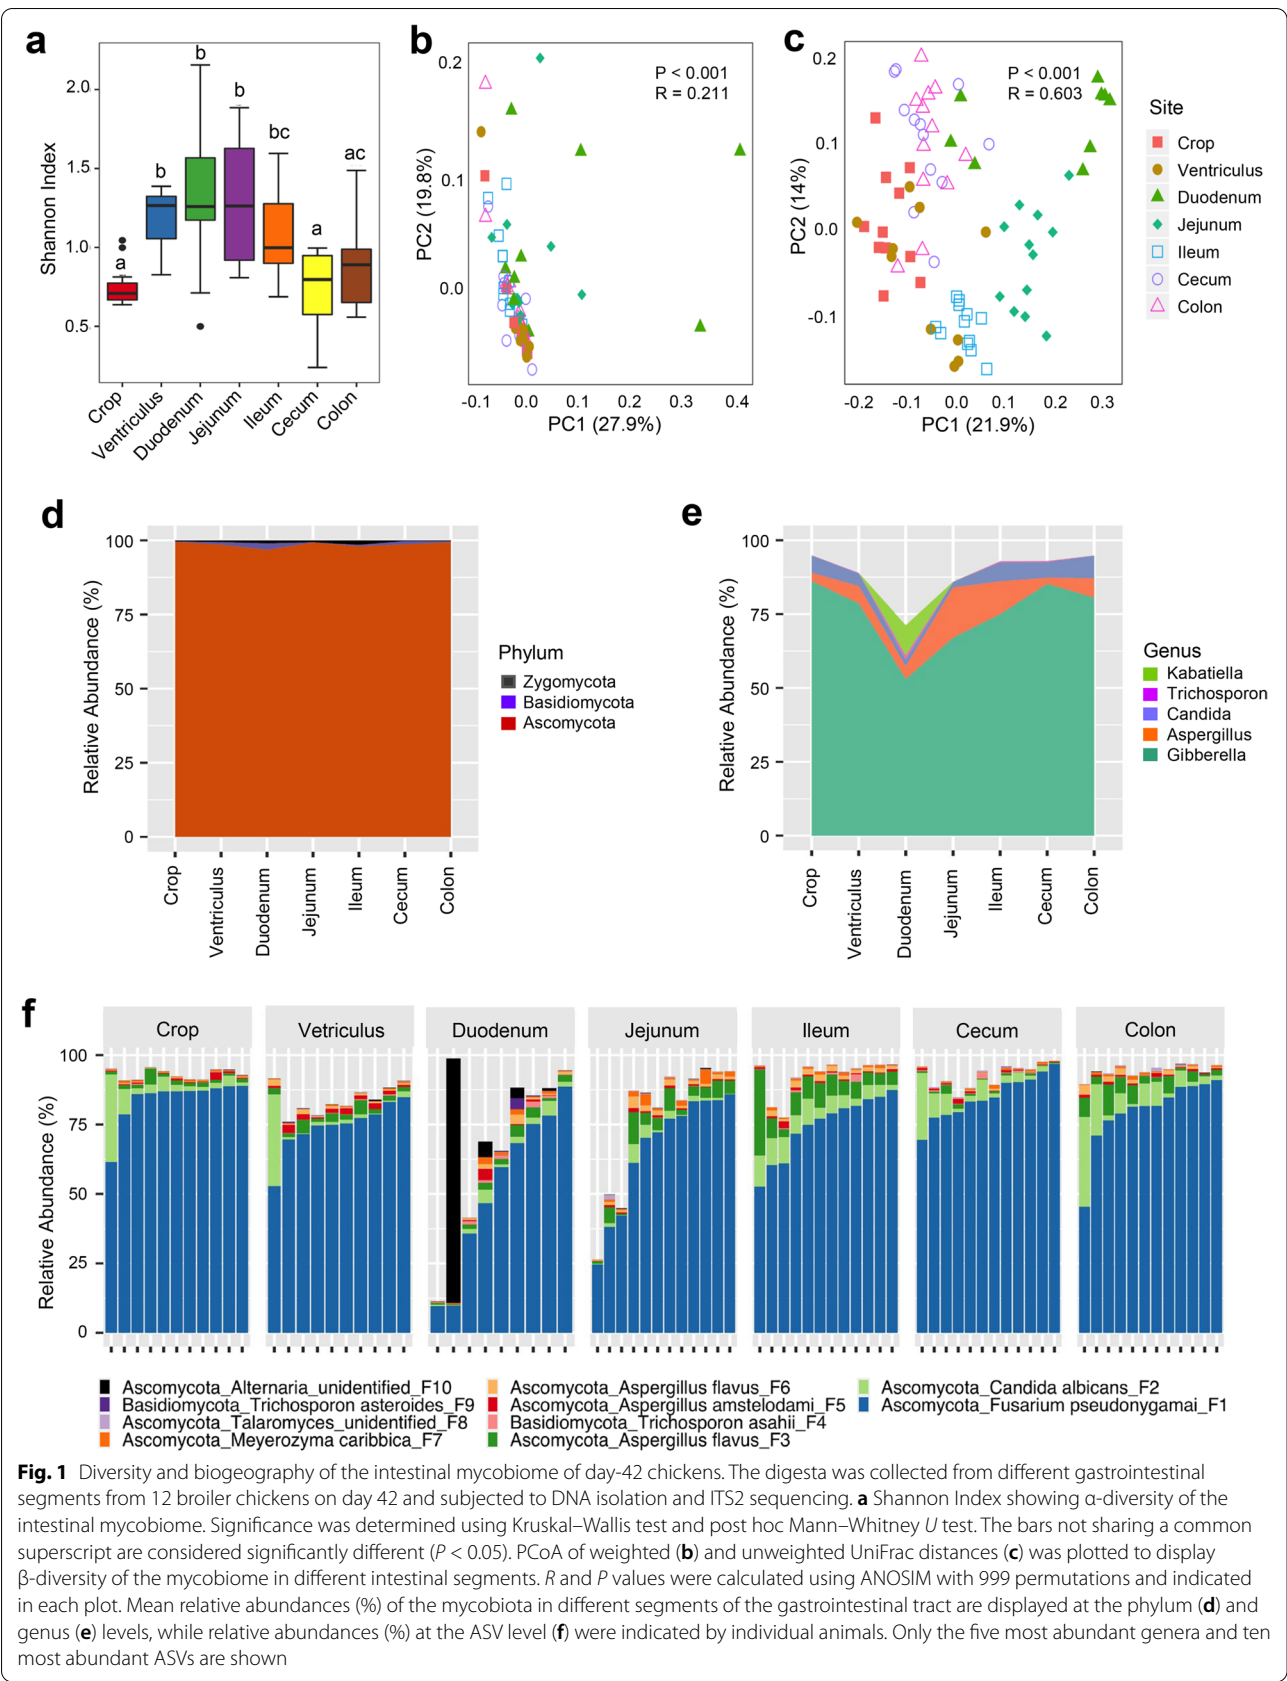 a
Shannon Index
2.0
1.5
1.0
0.5
a
b
b
b
bc
a
ac
Crop
Ventriculus
Duodenum
Jejunum
Ileum
Cecum
Colon
b
P < 0.001
R = 0.211
PC2 (19.8%)
0.2
0.1
0.0
-0.1 0.0 0.1 0.2 0.3 0.4
PC1 (27.9%)
c
P < 0.001
R = 0.603
PC2 (14%)
0.2
0.1
0.0
-0.1
-0.2 -0.1 0.0 0.1 0.2 0.3
PC1 (21.9%)
Site
Crop
Ventriculus
Duodenum
Jejunum
Ileum
Cecum
Colon
d
Relative Abundance (%)
100
75
50
25
0
Crop
Ventriculus
Duodenum
Jejunum
Ileum
Cecum
Colon
Phylum
Zygomycota
Basidiomycota
Ascomycota
e
Relative Abundance (%)
100
75
50
25
0
Crop
Ventriculus
Duodenum
Jejunum
Ileum
Cecum
Colon
Genus
Kabatiella
Trichosporon
Candida
Aspergillus
Gibberella
f
Crop Vetriculus Duodenum Jejunum Ileum Cecum Colon
Relative Abundance (%)
100
75
50
25
0
Ascomycota_Alternaria_unidentified_F10
Basidiomycota_Trichosporon asteroides_F9
Ascomycota_Talaromyces_unidentified_F8
Ascomycota_Meyerozyma caribbica_F7
Ascomycota_Aspergillus flavus_F6
Ascomycota_Aspergillus amstelodami_F5
Basidiomycota_Trichosporon asahii_F4
Ascomycota_Aspergillus flavus_F3
Ascomycota_Candida albicans_F2
Ascomycota_Fusarium pseudonygamai_F1
Fig. 1 Diversity and biogeography of the intestinal mycobiome of day-42 chickens. The digesta was collected from different gastrointestinal
segments from 12 broiler chickens on day 42 and subjected to DNA isolation and ITS2 sequencing. a Shannon Index showing α-diversity of the
intestinal mycobiome. Significance was determined using Kruskal–Wallis test and post hoc Mann–Whitney U test. The bars not sharing a common
superscript are considered significantly different (P < 0.05). PCoA of weighted (b) and unweighted UniFrac distances (c) was plotted to display
β-diversity of the mycobiome in different intestinal segments. R and P values were calculated using ANOSIM with 999 permutations and indicated
in each plot. Mean relative abundances (%) of the mycobiota in different segments of the gastrointestinal tract are displayed at the phylum (d) and
genus (e) levels, while relative abundances (%) at the ASV level (f) were indicated by individual animals. Only the five most abundant genera and ten
most abundant ASVs are shown